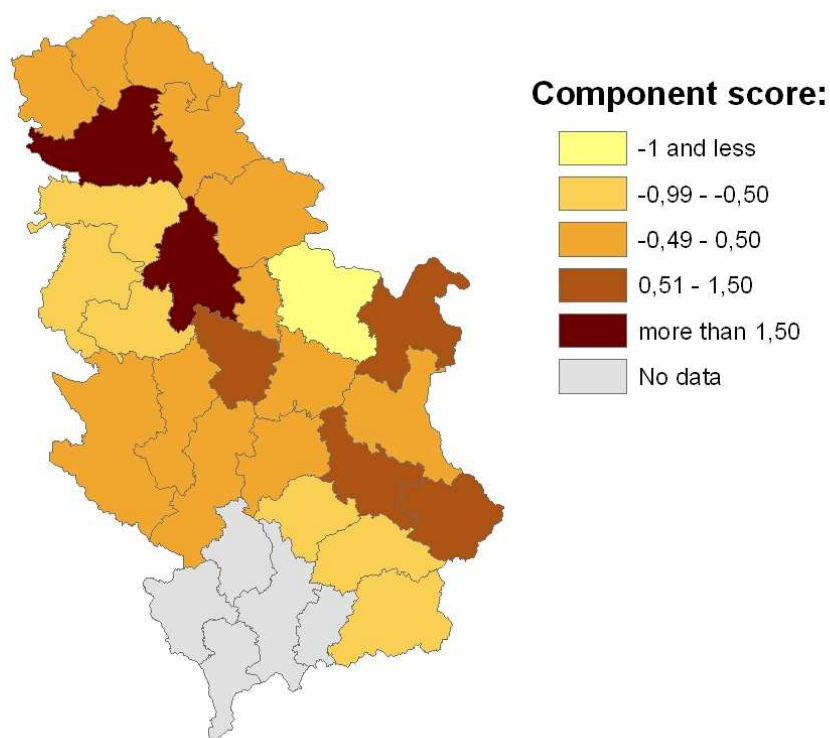 Component score:
-1 and less
-0,99 - -0,50
-0,49 - 0,50
0,51 - 1,50
more than 1,50
No data